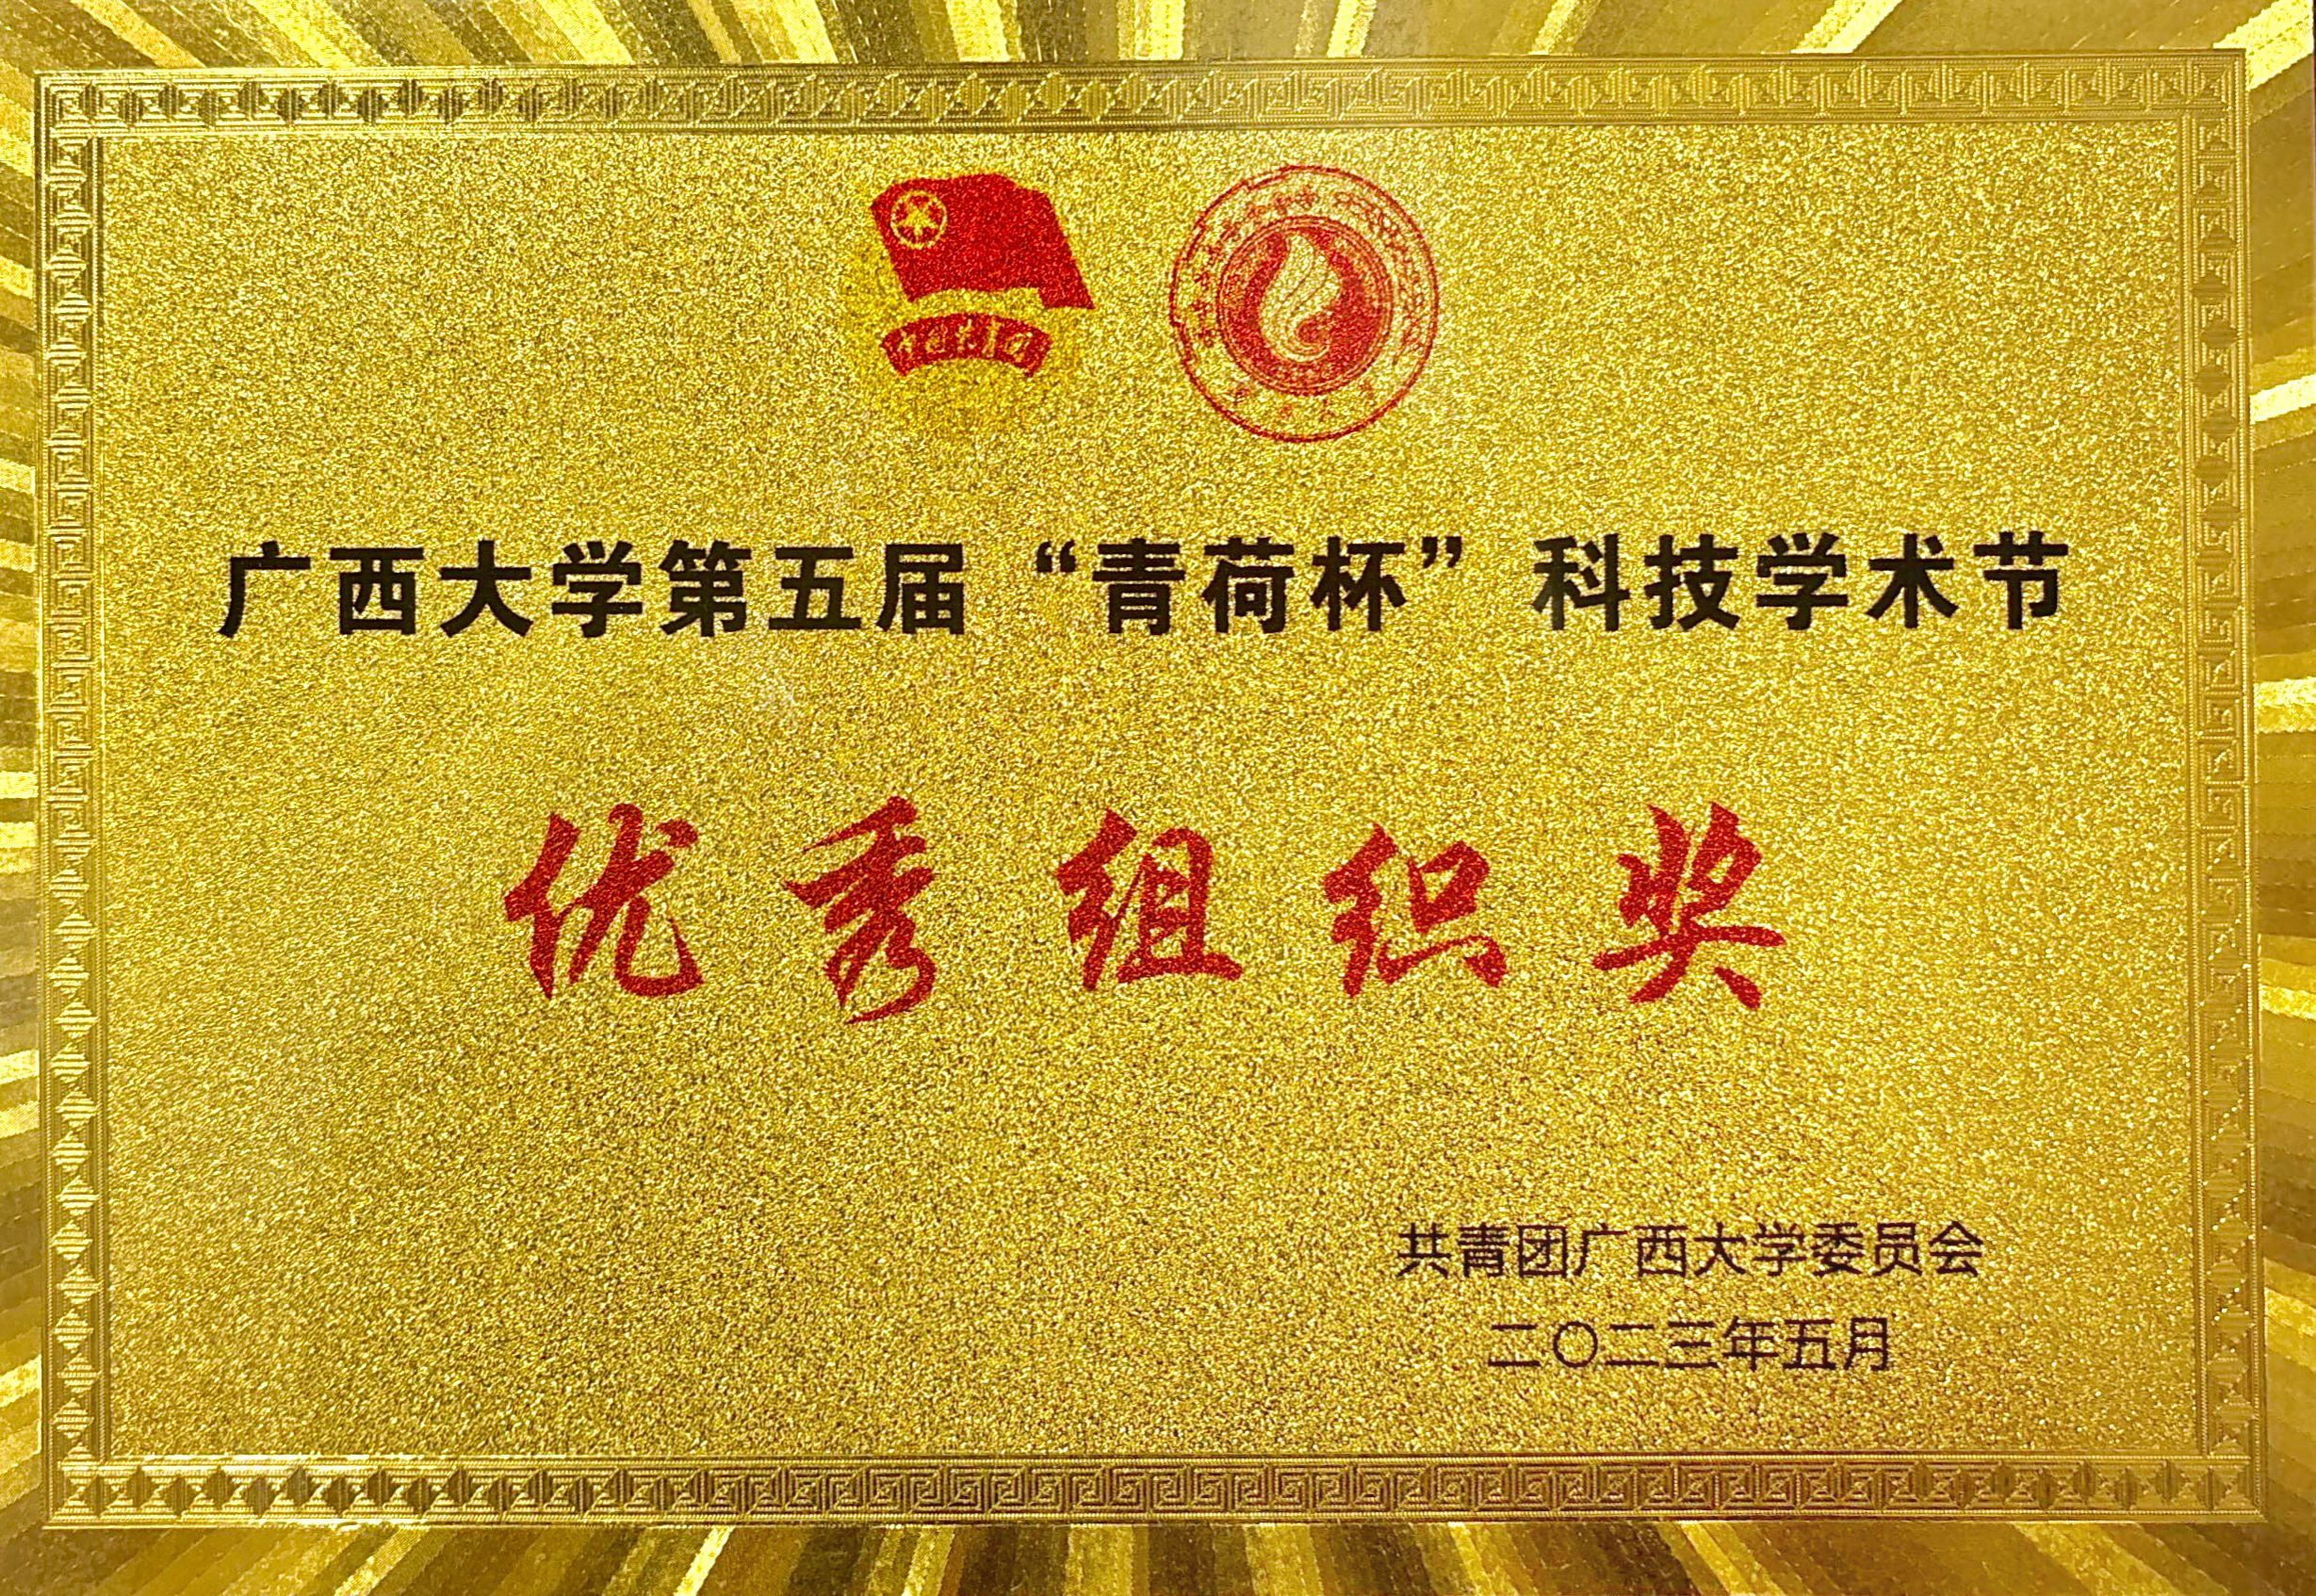 广西大学第五届“青荷杯”科技学术节
优秀组织奖
共青团广西大学委员会
二〇二三年五月